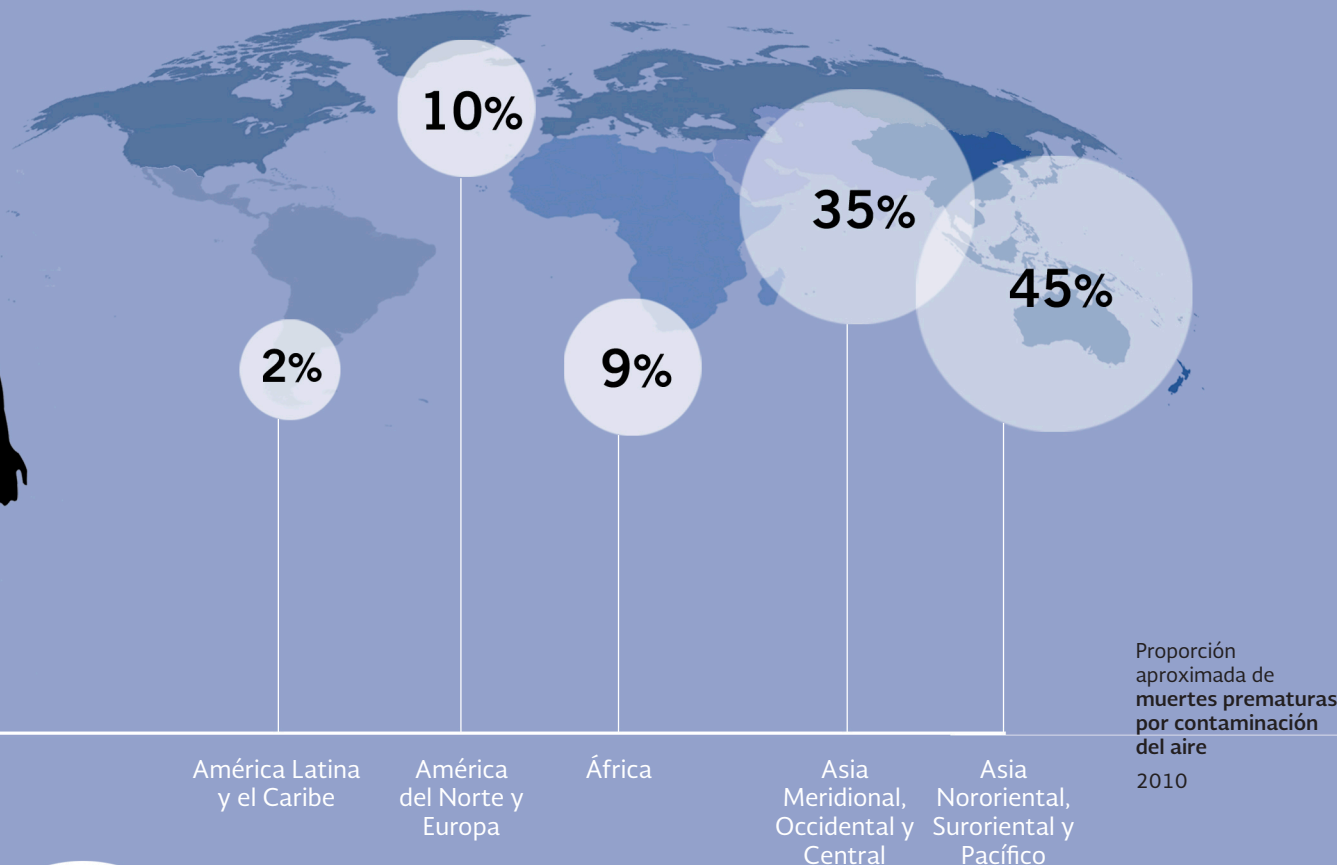 10%
35%
45%
2%
9%
Proporción
aproximada de
muertes prematuras
por contaminación
del aire
2010
América Latina
y el Caribe
América
del Norte y
Europa
África
Asia
Meridional,
Occidental y
Central
Asia
Nororiental,
Suroriental y
Pacífico